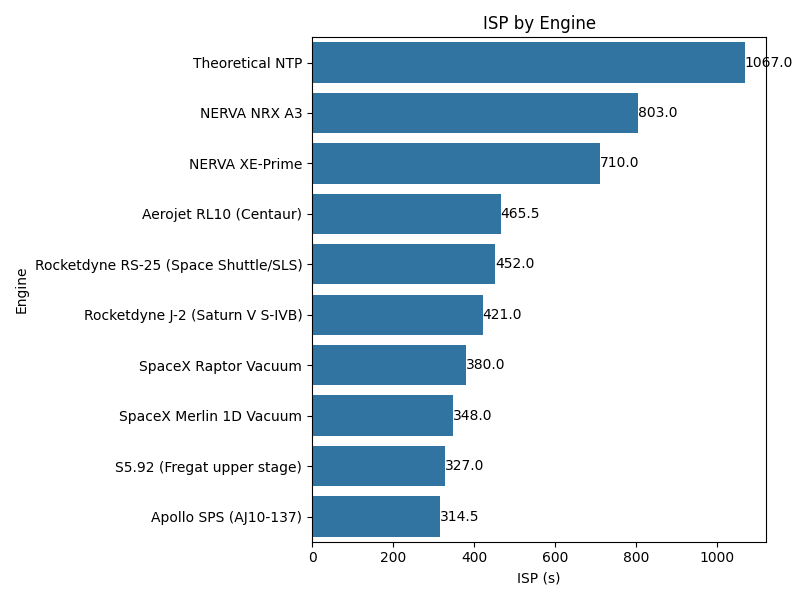 ISP by Engine
Theoretical NTP 1067.0
NERVA NRX A3 803.0
NERVA XE-Prime 710.0
Aerojet RL10 (Centaur) 465.5
Rocketdyne RS-25 (Space Shuttle/SLS) 452.0
Rocketdyne J-2 (Saturn V S-IVB) 421.0
SpaceX Raptor Vacuum 380.0
SpaceX Merlin 1D Vacuum 348.0
S5.92 (Fregat upper stage) 327.0
Apollo SPS (AJ10-137) 314.5
Engine
0 200 400 600 800 1000
ISP (s)